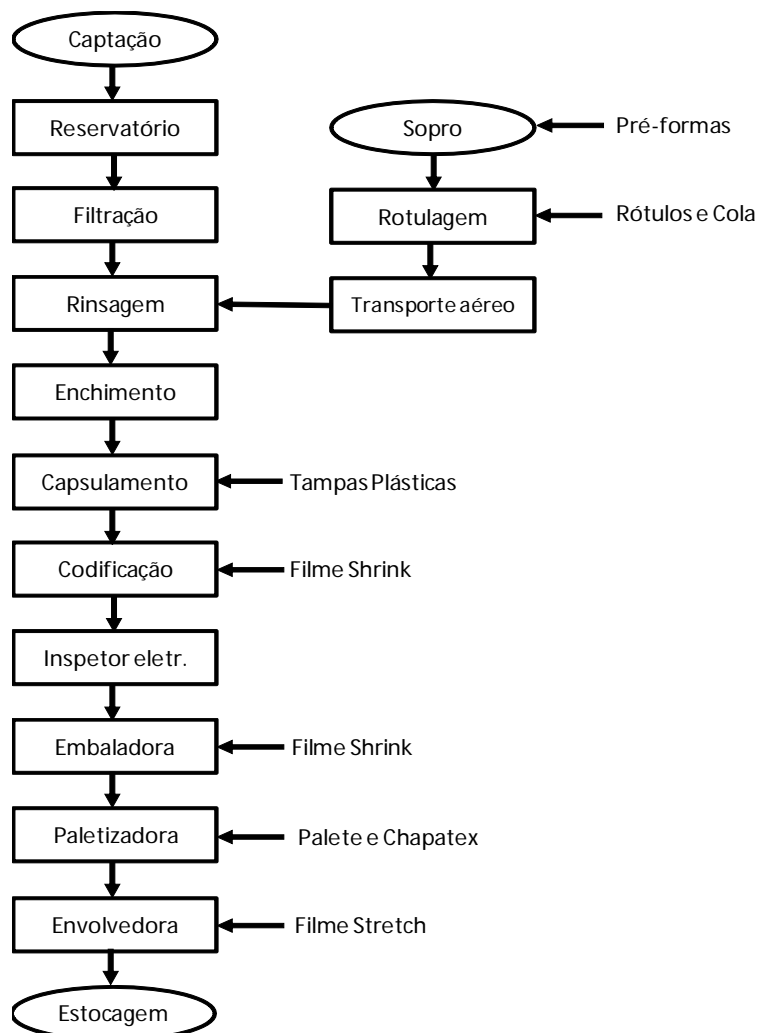 Captação
Reservatório
Sopro
Pré-formas
Filtração
Rotulagem
Rótulos e Cola
Rinsagem
Transporte aéreo
Enchimento
Capsulamento
Tampas Plásticas
Codificação
Filme Shrink
Inspetor eletr.
Embaladora
Filme Shrink
Paletizadora
Palete e Chapatex
Envolvedora
Filme Stretch
Estocagem